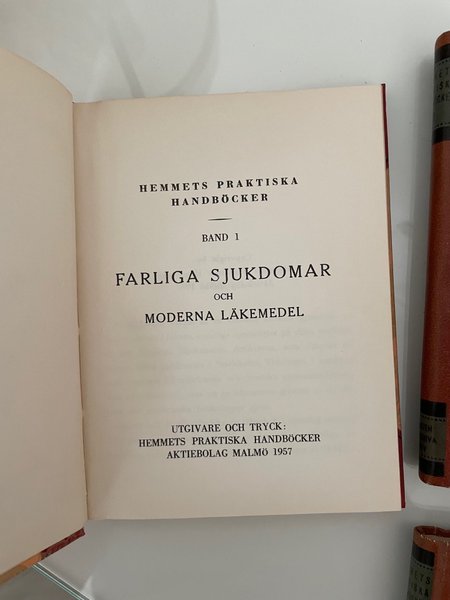 HEMMETS PRAKTISKA
HANDBÖCKER
BAND 1
FARLIGA SJUKDOMAR
OCH
MODERNA LÄKEMEDEL
UTGIVARE OCH TRYCK:
HEMMETS PRAKTISKA HANDBÖCKER
AKTIEBOLAG MALMÖ 1957